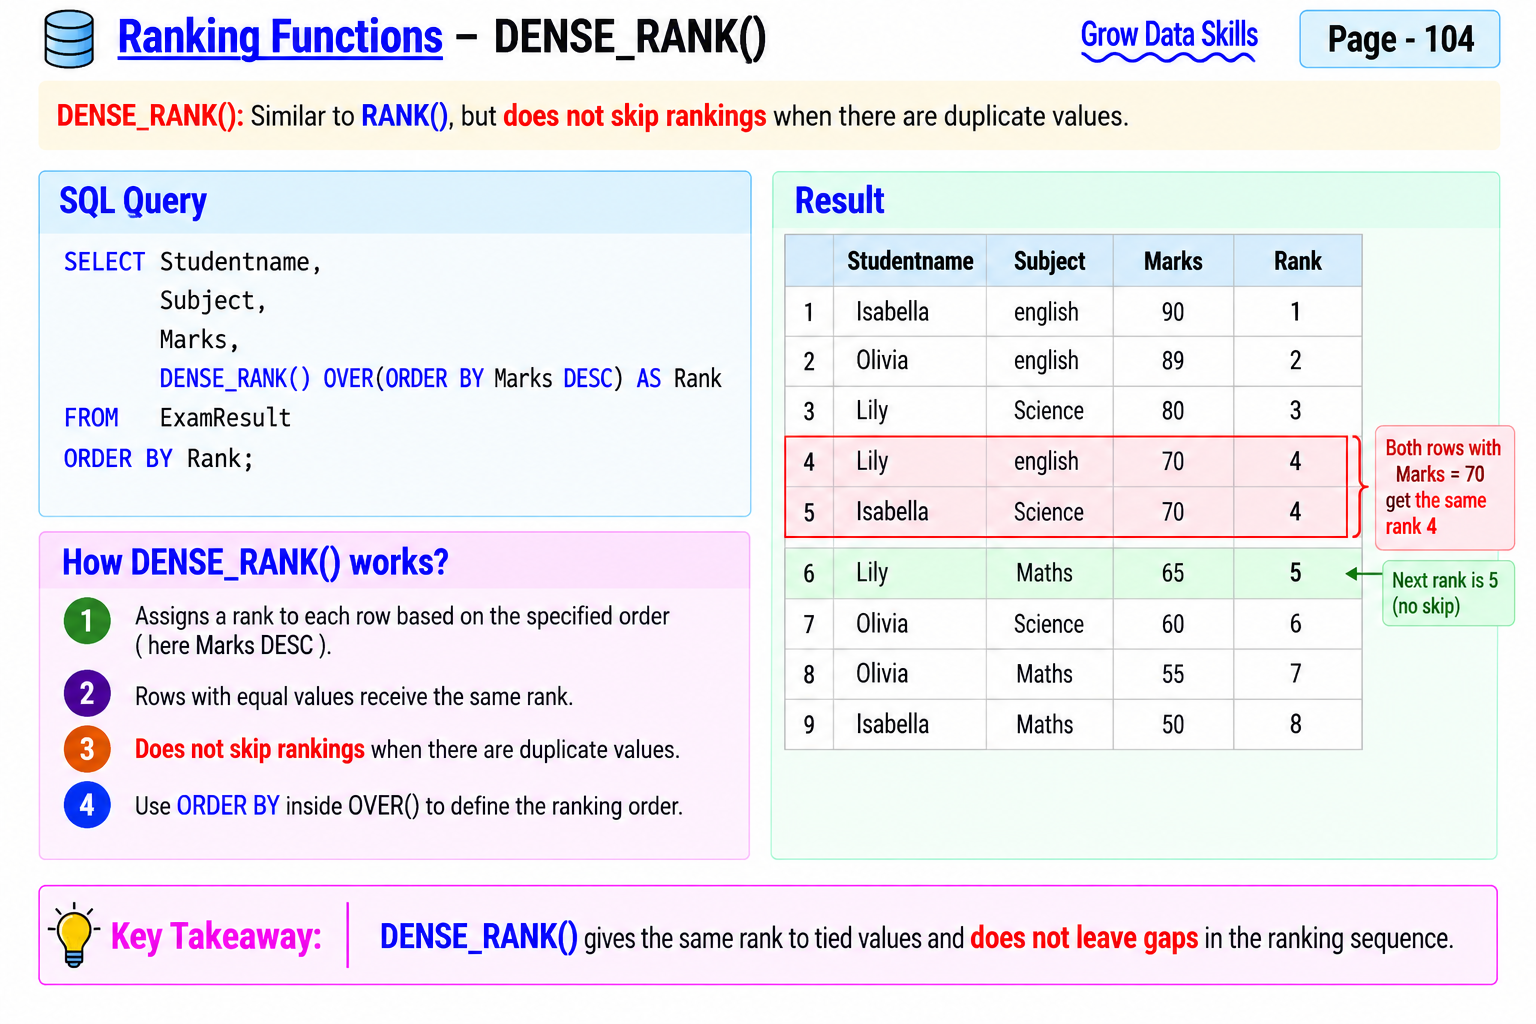 Ranking Functions – DENSE_RANK()
Grow Data Skills
Page - 104
DENSE_RANK(): Similar to RANK(), but does not skip rankings when there are duplicate values.
SQL Query
SELECT Studentname,
Subject,
Marks,
DENSE_RANK() OVER(ORDER BY Marks DESC) AS Rank
FROM ExamResult
ORDER BY Rank;
How DENSE_RANK() works?
1 Assigns a rank to each row based on the specified order
( here Marks DESC ).
2 Rows with equal values receive the same rank.
3 Does not skip rankings when there are duplicate values.
4 Use ORDER BY inside OVER() to define the ranking order.
Result
Studentname Subject Marks Rank
1 Isabella english 90 1
2 Olivia english 89 2
3 Lily Science 80 3
4 Lily english 70 4
5 Isabella Science 70 4
6 Lily Maths 65 5
7 Olivia Science 60 6
8 Olivia Maths 55 7
9 Isabella Maths 50 8
Both rows with
Marks = 70
get the same
rank 4
Next rank is 5
(no skip)
Key Takeaway:
DENSE_RANK() gives the same rank to tied values and does not leave gaps in the ranking sequence.